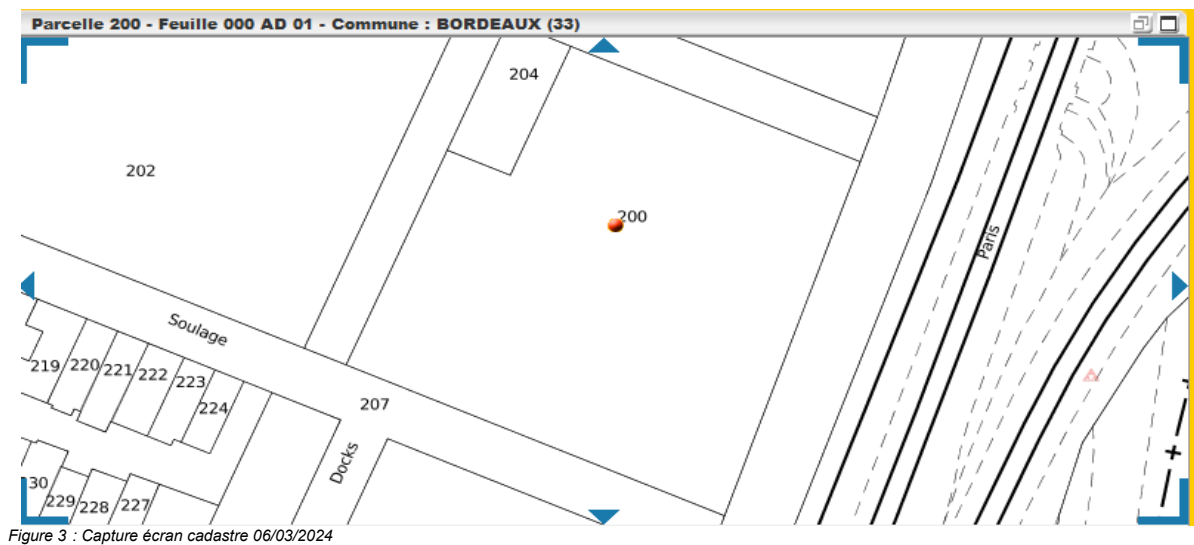 Parcelle 200 - Feuille 000 AD 01 - Commune : BORDEAUX (33)
204
202
200
Paris
Soulage
219
220
221
222
223
224
207
Docks
30
229
228
227
Figure 3 : Capture écran cadastre 06/03/2024